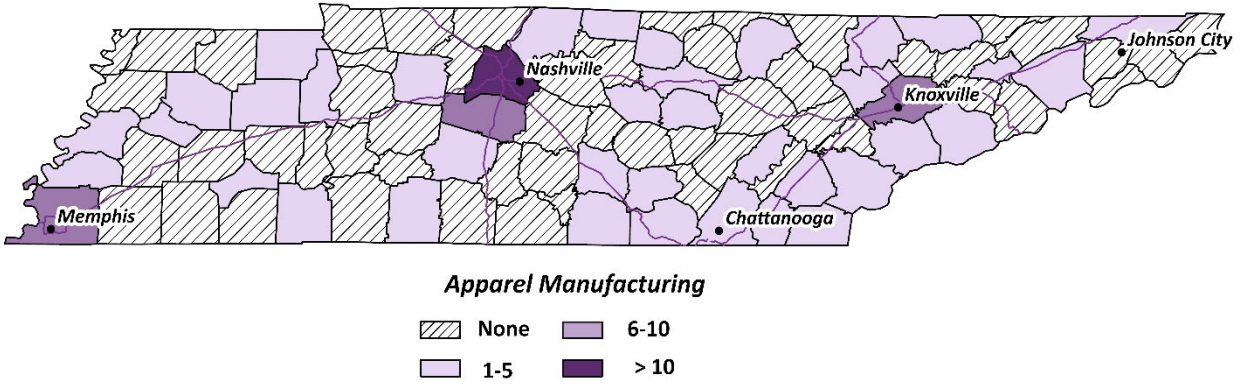 Johnson City
Nashville
Knoxville
Memphis
Chattanooga
Apparel Manufacturing
None
6-10
1-5
> 10